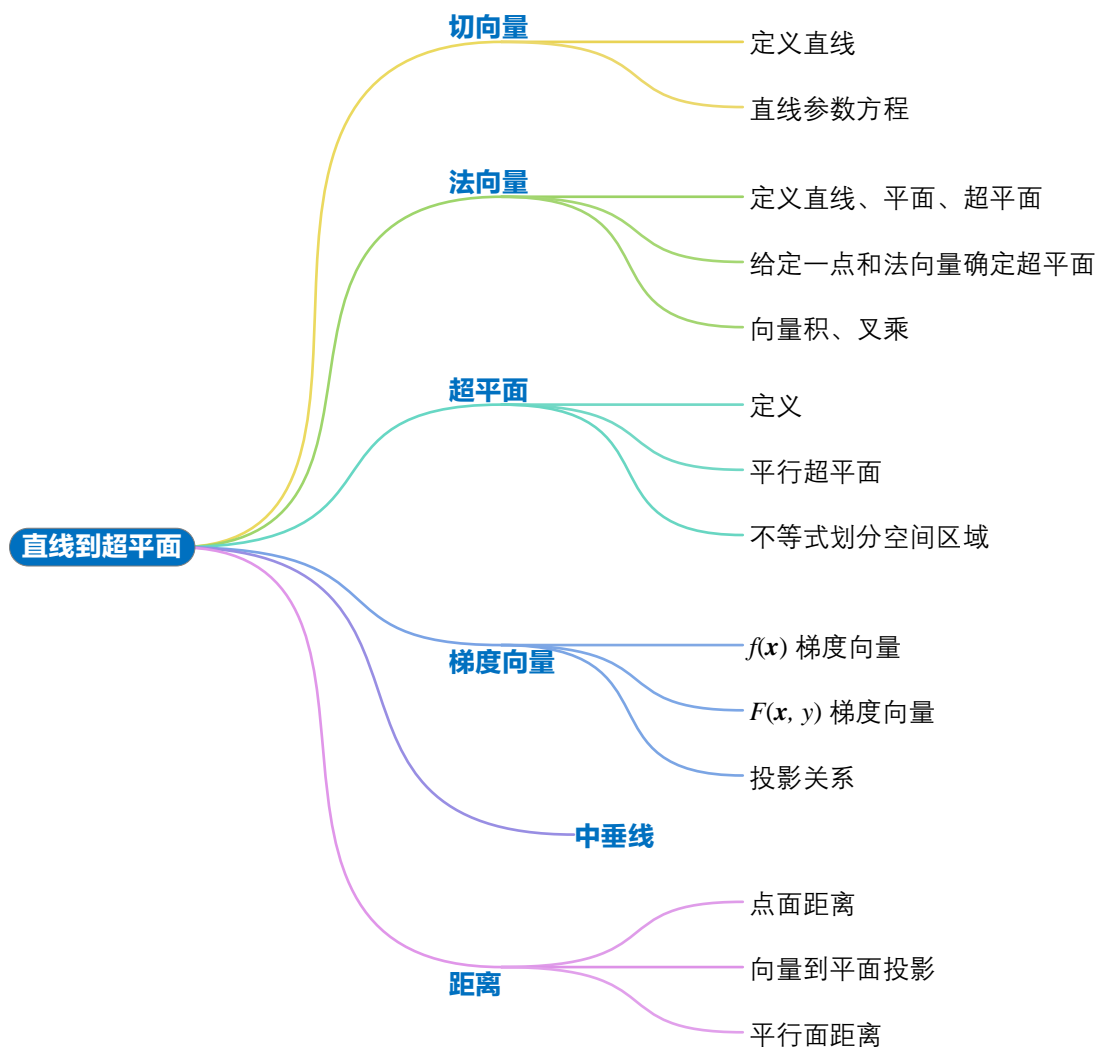 切向量
定义直线
直线参数方程
法向量
定义直线、平面、超平面
给定一点和法向量确定超平面
向量积、叉乘
超平面
定义
平行超平面
不等式划分空间区域
直线到超平面
梯度向量
f(x) 梯度向量
F(x, y) 梯度向量
投影关系
中垂线
距离
点面距离
向量到平面投影
平行面距离